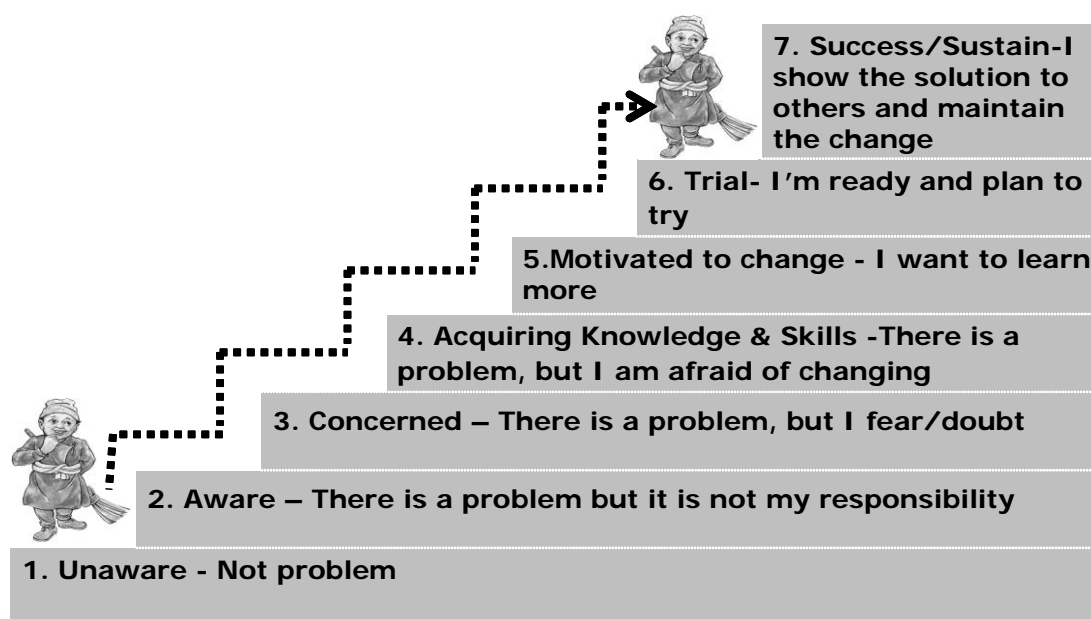 7. Success/Sustain-I
show the solution to
others and maintain
the change
6. Trial- I'm ready and plan to
try
5.Motivated to change - I want to learn
more
4. Acquiring Knowledge & Skills -There is a
problem, but I am afraid of changing
3. Concerned – There is a problem, but I fear/doubt
2. Aware – There is a problem but it is not my responsibility
1. Unaware - Not problem